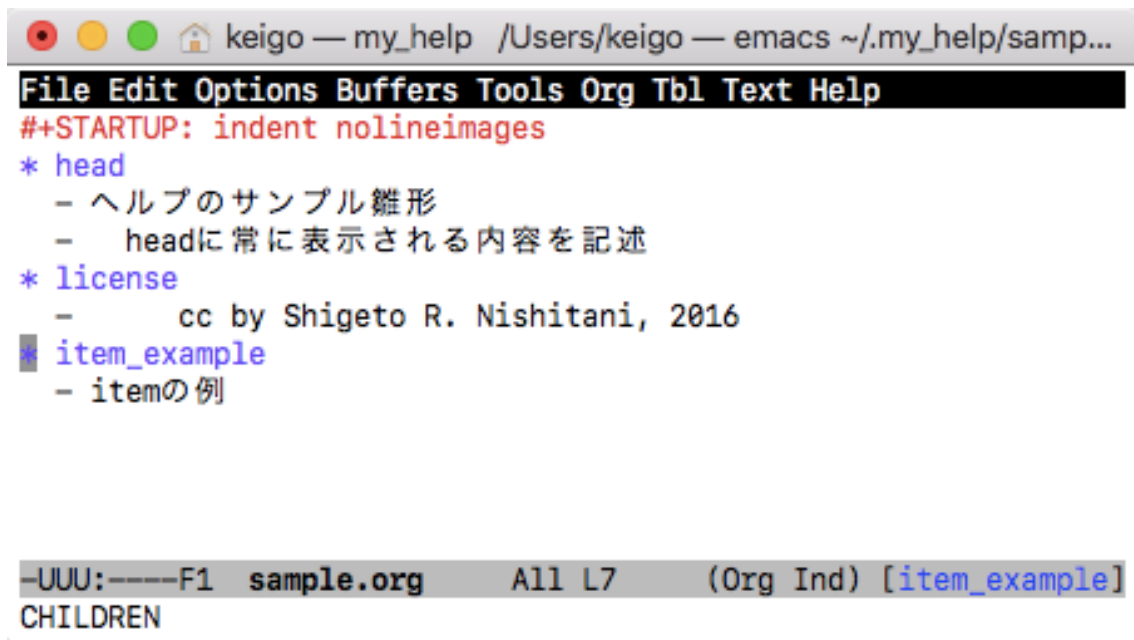 keigo — my_help /Users/keigo — emacs ~/.my_help/samp...
File Edit Options Buffers Tools Org Tbl Text Help
#+STARTUP: indent nolineimages
* head
- ヘルプのサンプル雛形
- headに常に表示される内容を記述
* license
- cc by Shigeto R. Nishitani, 2016
* item_example
- itemの例
-UUU:----F1 sample.org All L7 (Org Ind) [item_example]
CHILDREN